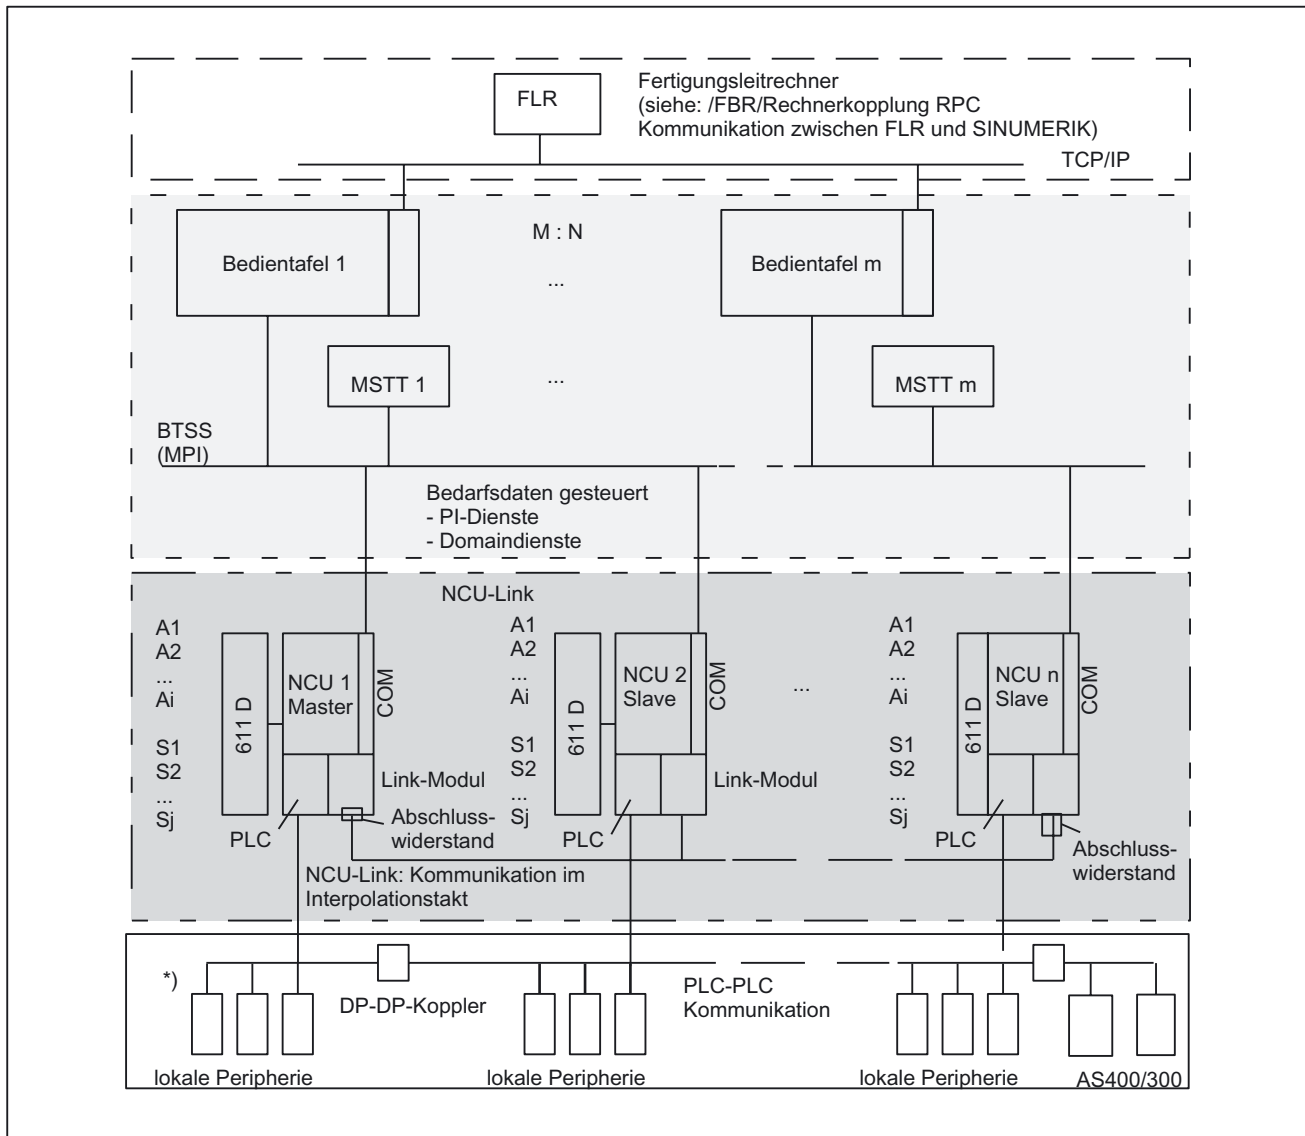 FLR
Fertigungsleitrechner
(siehe: /FBR/Rechnerkopplung RPC
Kommunikation zwischen FLR und SINUMERIK)
TCP/IP
Bedientafel 1
M : N
...
Bedientafel m
MSTT 1
...
MSTT m
BTSS
(MPI)
Bedarfsdaten gesteuert
- PI-Dienste
- Domaindienste
NCU-Link
A1
A2
...
Ai
S1
S2
...
Sj
611 D
NCU 1
Master
COM
Link-Modul
PLC
Abschluss-
widerstand
A1
A2
...
Ai
S1
S2
...
Sj
611 D
NCU 2
Slave
COM
Link-Modul
PLC
...
A1
A2
...
Ai
S1
S2
...
Sj
611 D
NCU n
Slave
COM
PLC
Abschluss-
widerstand
NCU-Link: Kommunikation im
Interpolationstakt
*)
DP-DP-Koppler
PLC-PLC
Kommunikation
lokale Peripherie
lokale Peripherie
lokale Peripherie
AS400/300